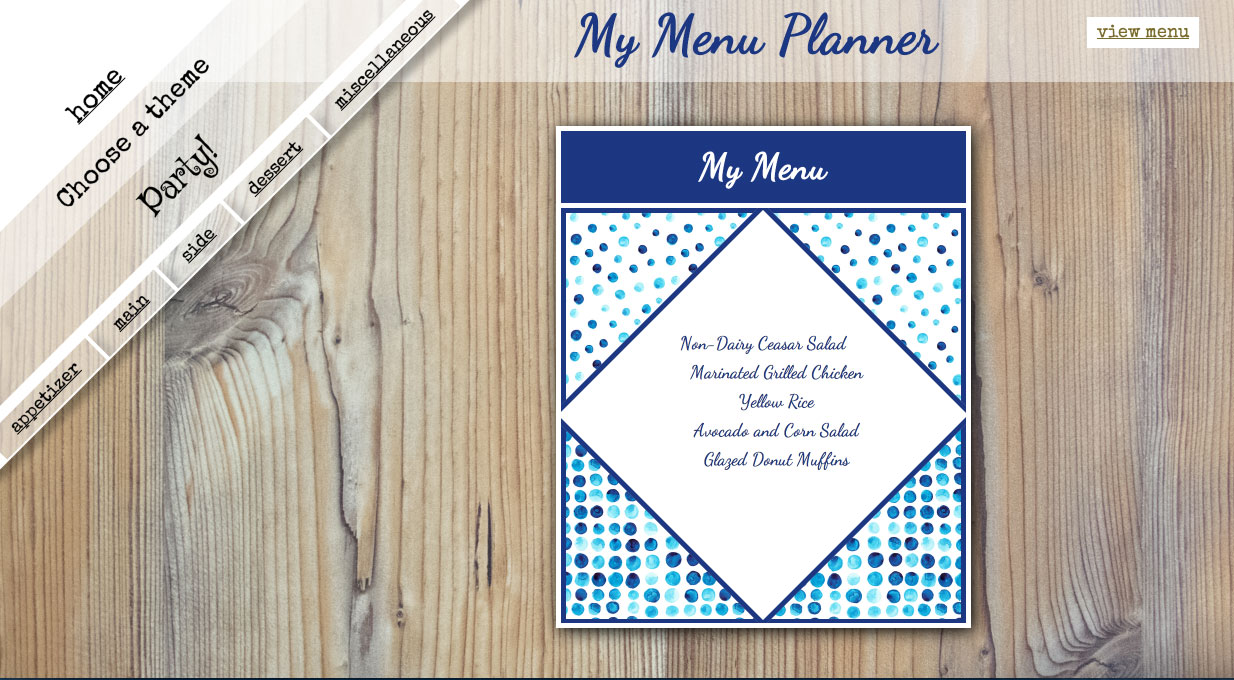 My Menu Planner
view menu
home
Choose a theme
Party!
appetizer
main
side
dessert
miscellaneous
My Menu
Non-Dairy Ceasar Salad
Marinated Grilled Chicken
Yellow Rice
Avocado and Corn Salad
Glazed Donut Muffins